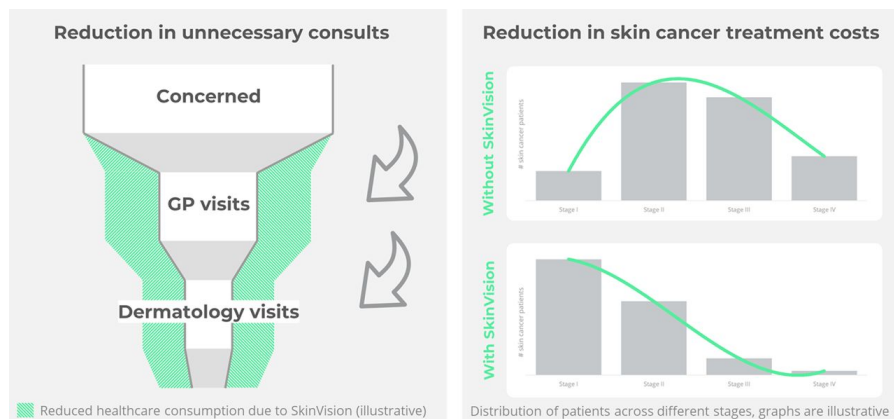 Reduction in unnecessary consults
Concerned
GP visits
Dermatology visits
Reduced healthcare consumption due to SkinVision (illustrative)
Reduction in skin cancer treatment costs
Without SkinVision
# skin cancer patients
Stage I
Stage II
Stage III
Stage IV
With SkinVision
# skin cancer patients
Stage I
Stage II
Stage III
Stage IV
Distribution of patients across different stages, graphs are illustrative